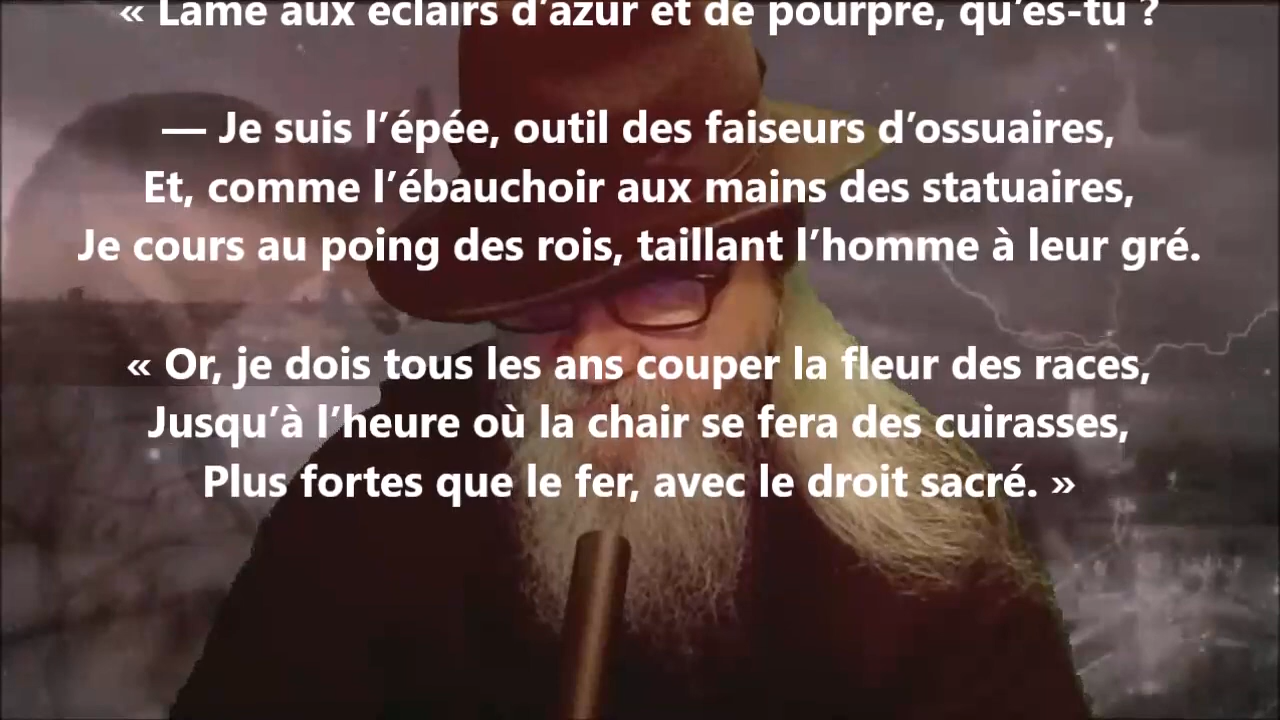 « Lame aux éclairs d’azur et de pourpre, qu’es-tu ?
— Je suis l’épée, outil des faiseurs d’ossuaires,
Et, comme l’ébauchoir aux mains des statuaires,
Je cours au poing des rois, taillant l’homme à leur gré.
« Or, je dois tous les ans couper la fleur des races,
Jusqu’à l’heure où la chair se fera des cuirasses,
Plus fortes que le fer, avec le droit sacré. »